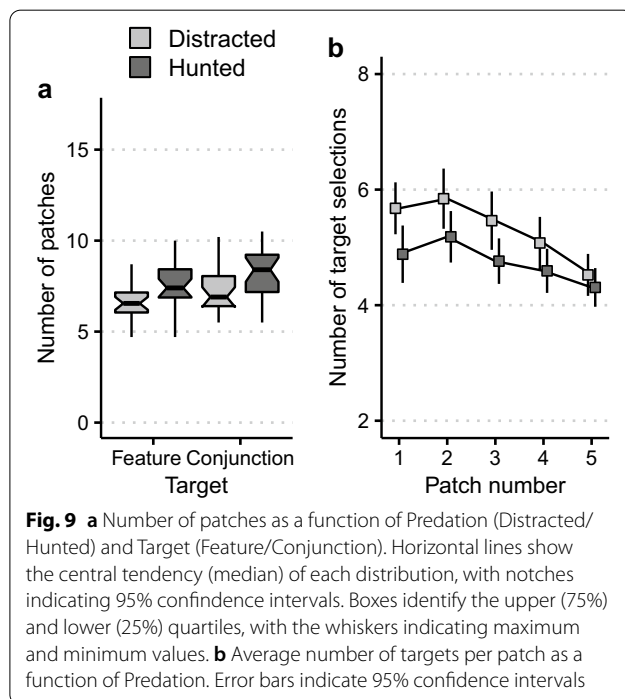 Distracted
Hunted
a
b
Number of patches
15
10
5
0
Feature Conjunction
Target
Number of target selections
8
6
4
2
1 2 3 4 5
Patch number
Fig. 9 a Number of patches as a function of Predation (Distracted/
Hunted) and Target (Feature/Conjunction). Horizontal lines show
the central tendency (median) of each distribution, with notches
indicating 95% confindence intervals. Boxes identify the upper (75%)
and lower (25%) quartiles, with the whiskers indicating maximum
and minimum values. b Average number of targets per patch as a
function of Predation. Error bars indicate 95% confidence intervals